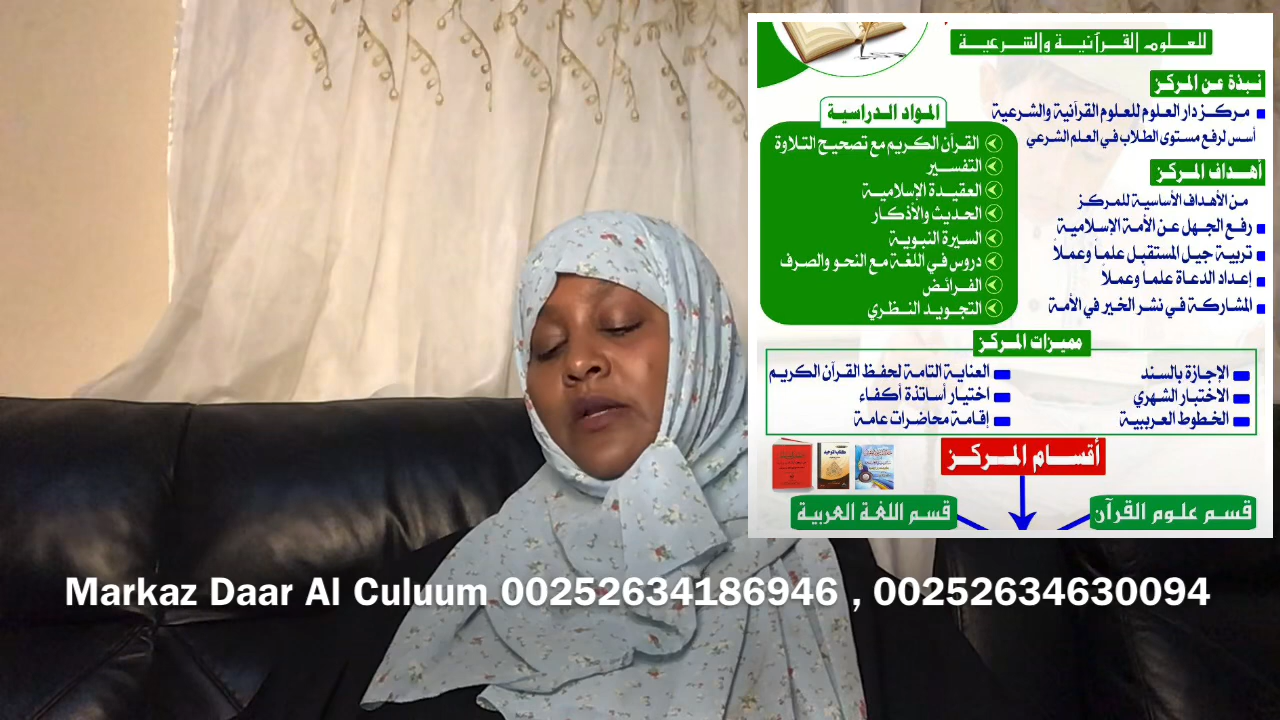 للعلوم القرآنية والشرعية
نبذة عن المركز
مركز دار العلوم للعلوم القرآنية والشرعية
أسس لرفع مستوى الطلاب في العلم الشرعي
أهداف المركز
من الأهداف الأساسية للمركز
رفع الجهل عن الأمة الإسلامية
تربية جيل المستقبل علماً وعملاً
إعداد الدعاة علماً وعملاً
المشاركة في نشر الخير في الأمة
المواد الدراسية
القرآن الكريم مع تصحيح التلاوة
التفسير
العقيدة الإسلامية
الحديث والأذكار
السيرة النبوية
دروس في اللغة مع النحو والصرف
الفرائض
التجويد النظري
مميزات المركز
الإجازة بالسند
الاختبار الشهري
الخطوط العربيية
العناية التامة لحفظ القرآن الكريم
اختيار أساتذة أكفاء
إقامة محاضرات عامة
أقسام المركز
قسم علوم القرآن
قسم اللغة العربية
Markaz Daar Al Culuum 00252634186946 , 00252634630094